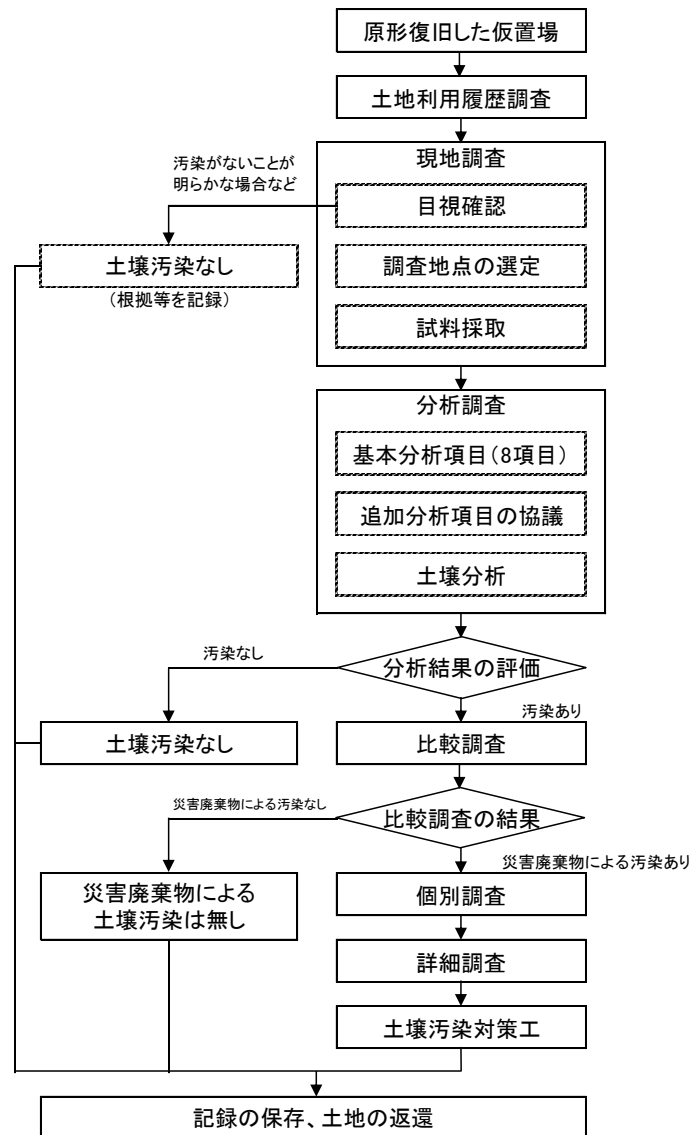 原形復旧した仮置場
土地利用履歴調査
現地調査
汚染がないことが
明らかな場合など
目視確認
土壌汚染なし
（根拠等を記録）
調査地点の選定
試料採取
分析調査
基本分析項目（8項目）
追加分析項目の協議
土壌分析
汚染なし
分析結果の評価
汚染あり
土壌汚染なし
比較調査
災害廃棄物による汚染なし
比較調査の結果
災害廃棄物による汚染あり
災害廃棄物による
土壌汚染は無し
個別調査
詳細調査
土壌汚染対策工
記録の保存、土地の返還